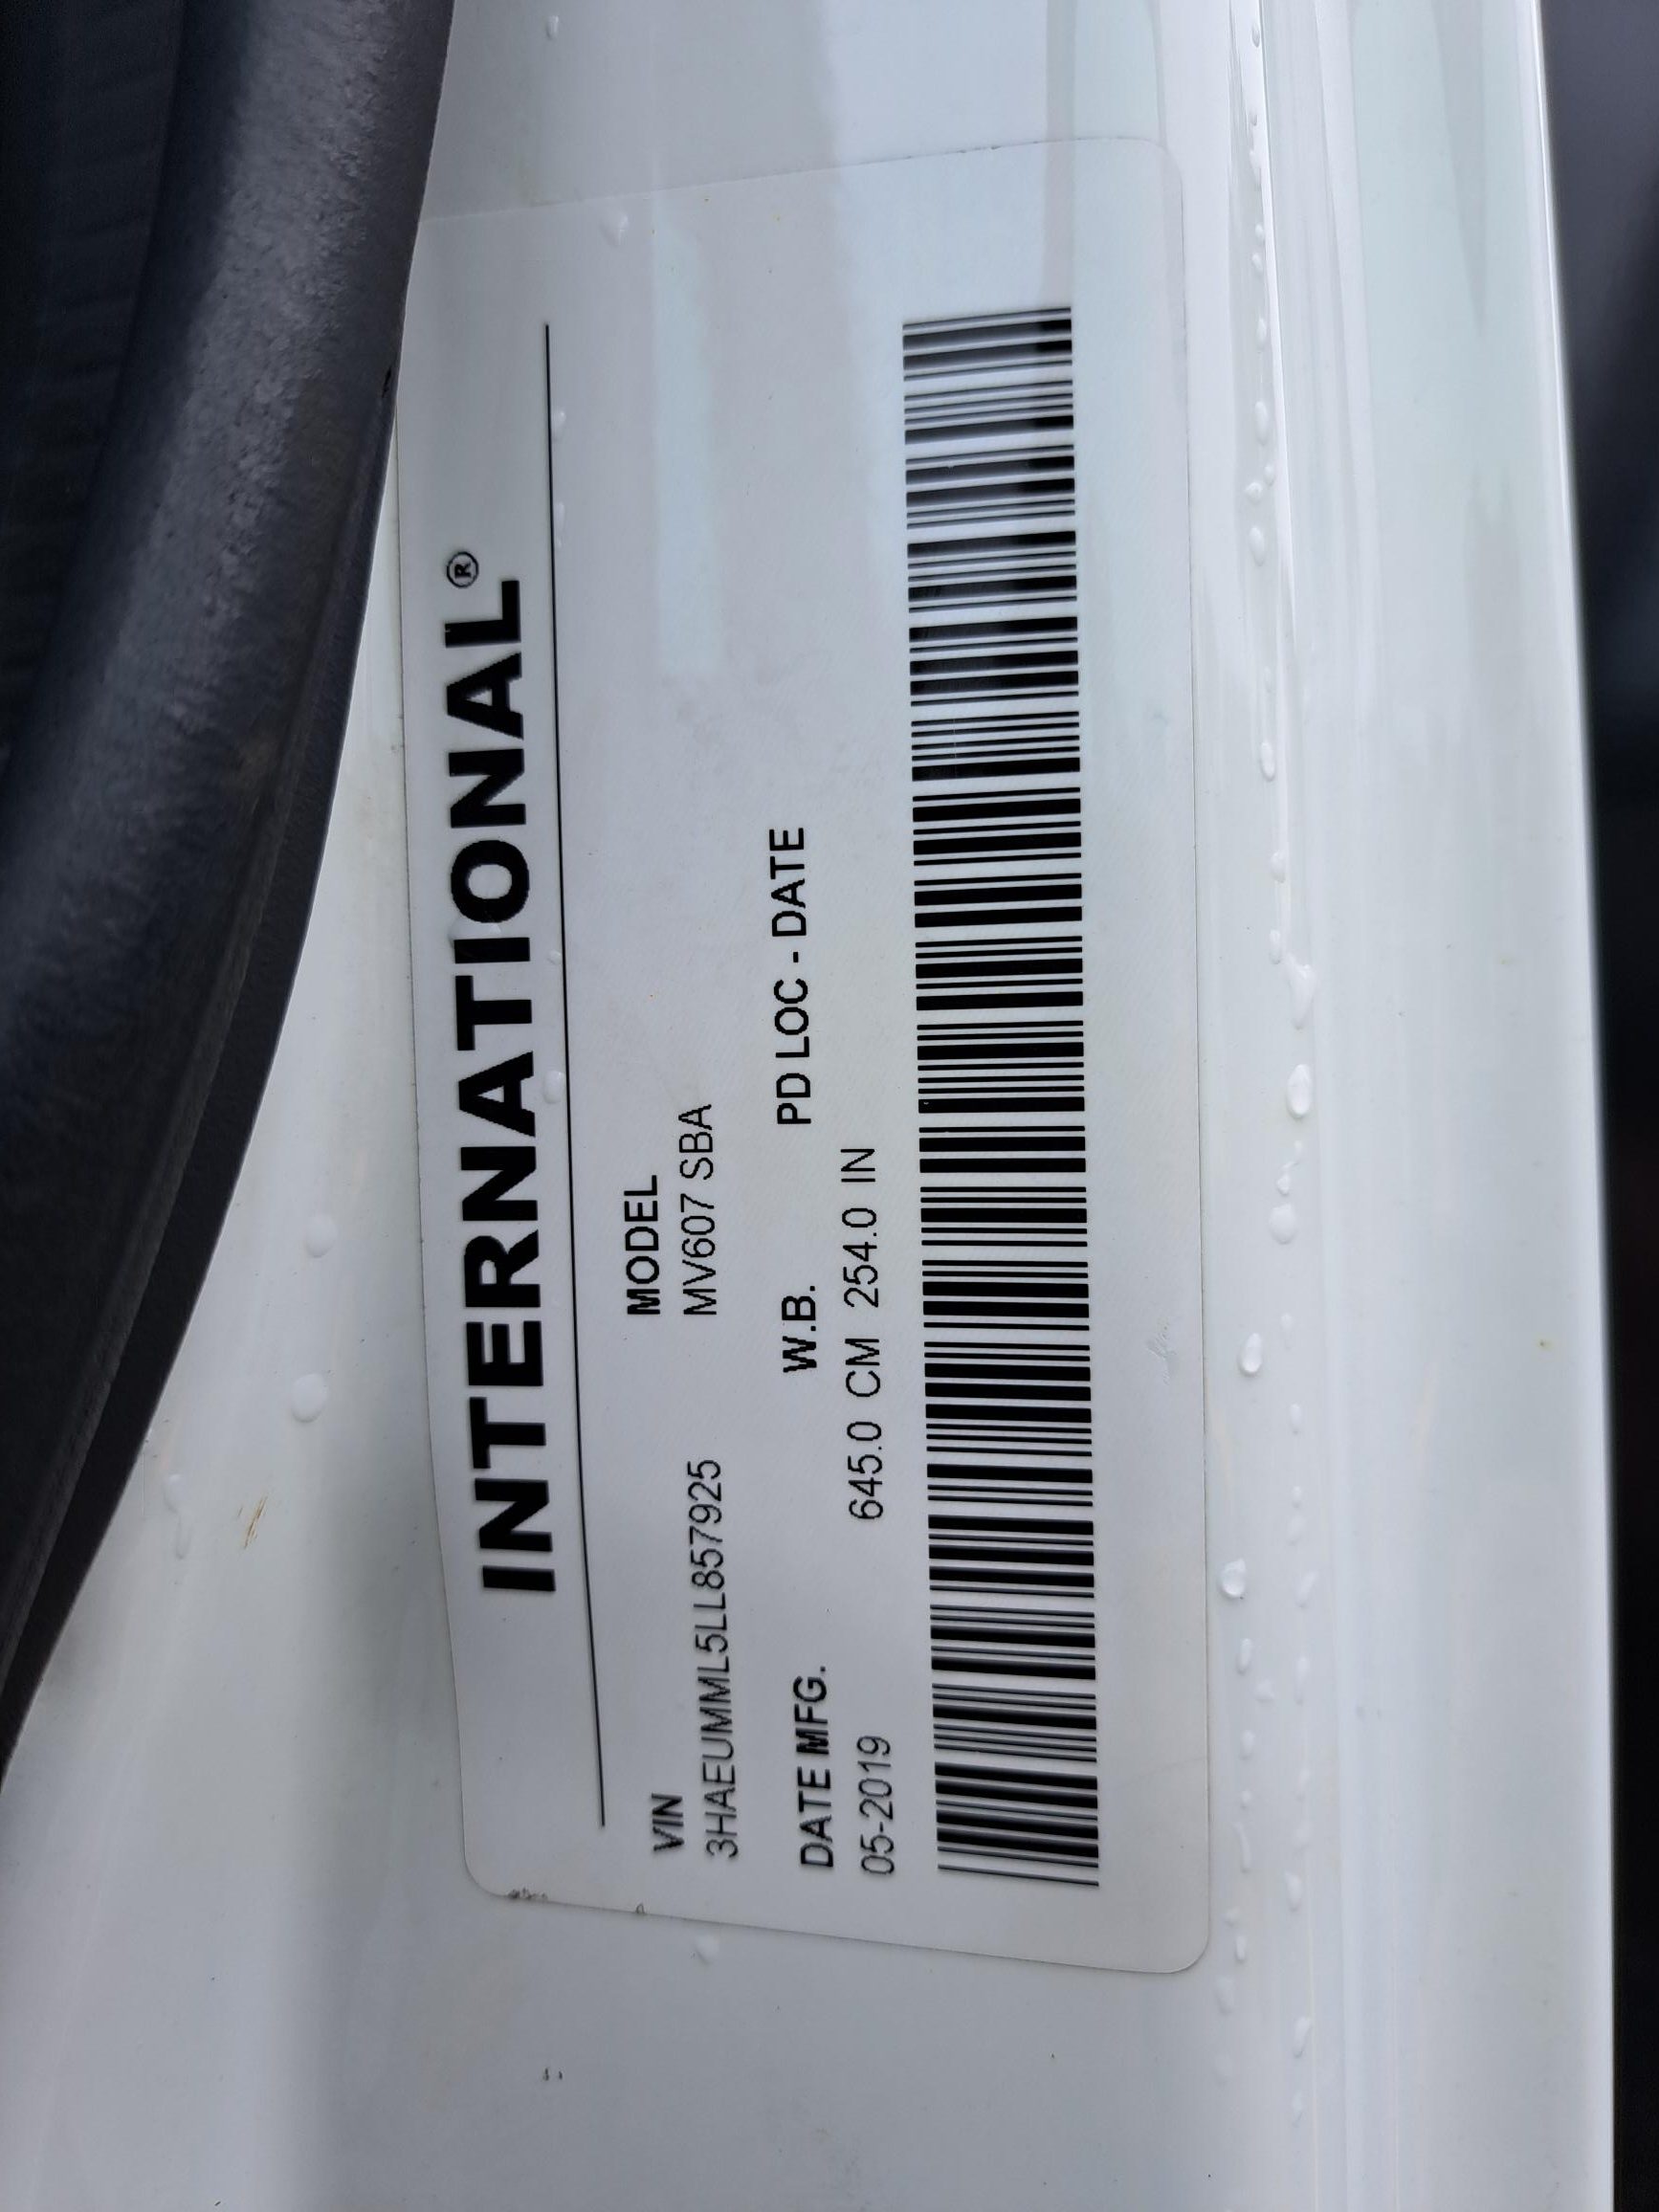 INTERNATIONAL®
VIN MODEL
3HAEUMML5LL857925 MV607 SBA
DATE MFG. W.B. PD LOC - DATE
05-2019 645.0 CM 254.0 IN